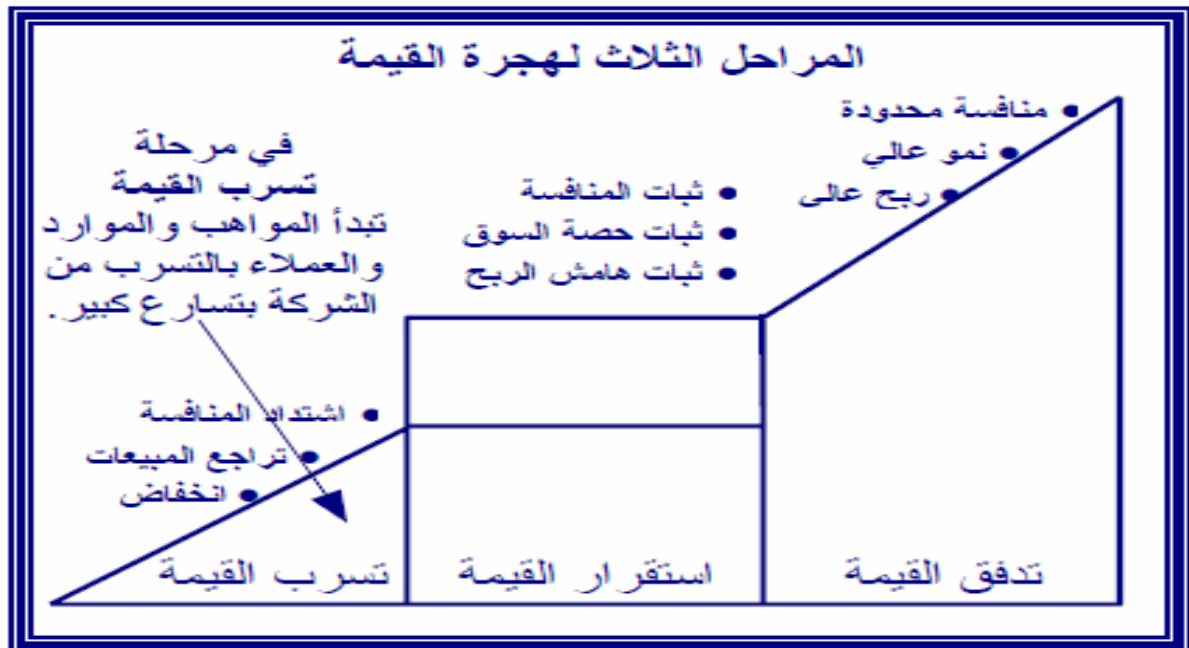 المراحل الثلاث لهجرة القيمة
• منافسة محدودة
• نمو عالي
• ربح عالى
• ثبات المنافسة
• ثبات حصة السوق
• ثبات هامش الربح
في مرحلة
تسرب القيمة
تبدأ المواهب والموارد
والعملاء بالتسرب من
الشركة بتسارع كبير.
• اشتداد المنافسة
• تراجع المبيعات
• انخفاض
تدفق القيمة
استقرار القيمة
تسرب القيمة